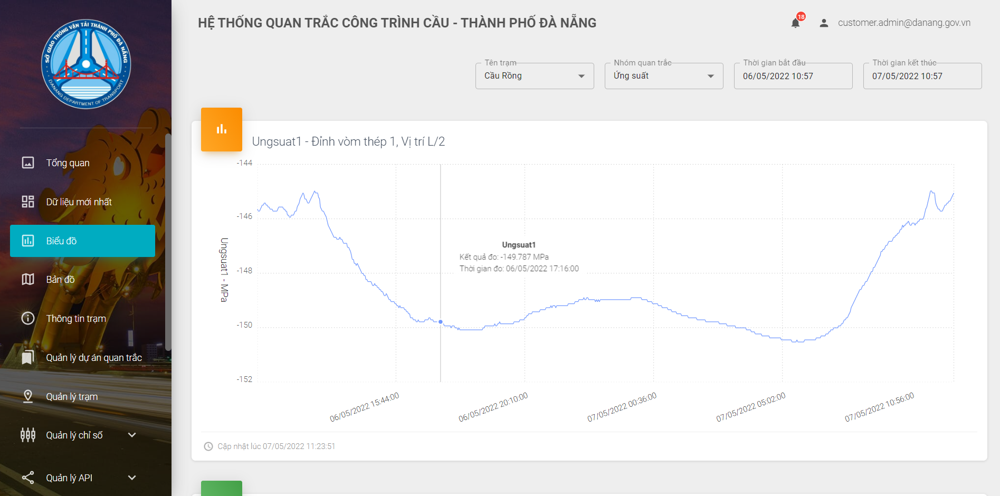 SỞ GIAO THÔNG VẬN TẢI THÀNH PHỐ ĐÀ NẴNG
DANANG DEPARTMENT OF TRANSPORT
Tổng quan
Dữ liệu mới nhất
Biểu đồ
Bản đồ
Thông tin trạm
Quản lý dự án quan trắc
Quản lý trạm
Quản lý chỉ số
Quản lý API
HỆ THỐNG QUAN TRẮC CÔNG TRÌNH CẦU - THÀNH PHỐ ĐÀ NẴNG
18
customer.admin@danang.gov.vn
Tên trạm
Cầu Rồng
Nhóm quan trắc
Ứng suất
Thời gian bắt đầu
06/05/2022 10:57
Thời gian kết thúc
07/05/2022 10:57
Ungsuat1 - Đỉnh vòm thép 1, Vị trí L/2
-144
-146
-148
-150
-152
Ungsuat1 - MPa
Ungsuat1
Kết quả đo: -149.787 MPa
Thời gian đo: 06/05/2022 17:16:00
06/05/2022 15:44:00
06/05/2022 20:10:00
07/05/2022 00:36:00
07/05/2022 05:02:00
07/05/2022 10:56:00
Cập nhật lúc 07/05/2022 11:23:51